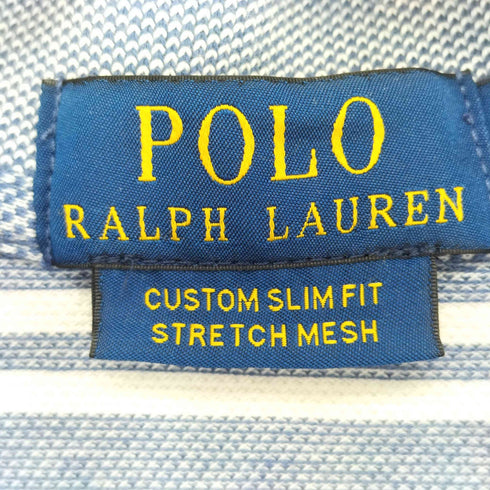 POLO
RALPH LAUREN
CUSTOM SLIM FIT
STRETCH MESH